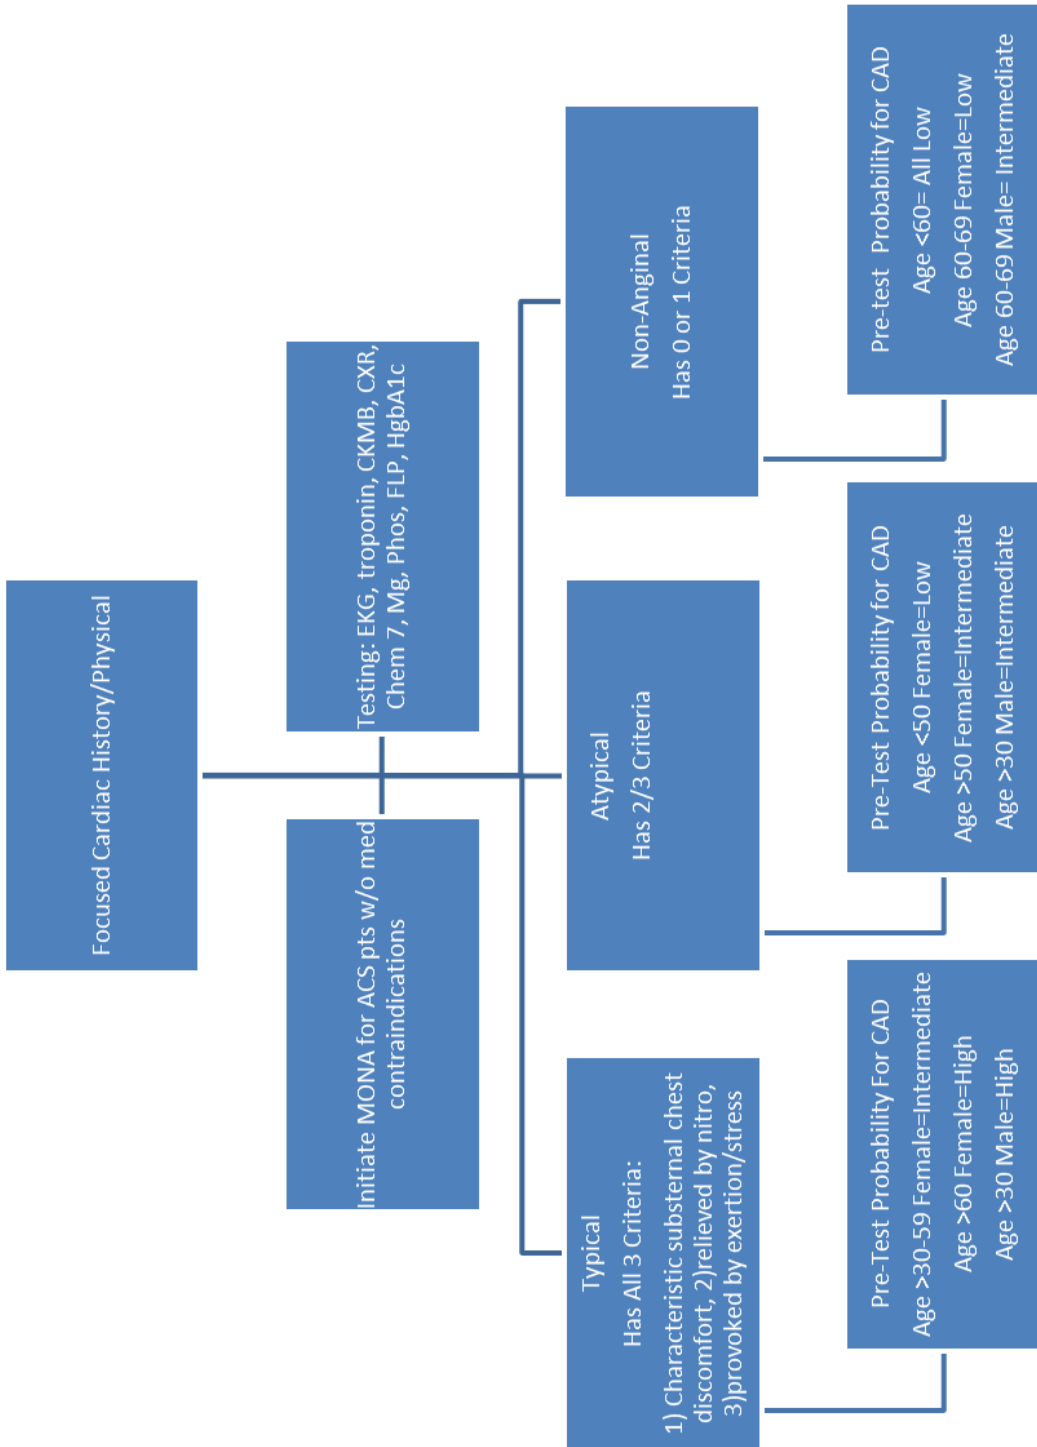 Focused Cardiac History/Physical
Initiate MONA for ACS pts w/o med
contraindications
Testing: EKG, troponin, CKMB, CXR,
Chem 7, Mg, Phos, FLP, HgbA1c
Typical
Has All 3 Criteria:
1) Characteristic substernal chest
discomfort, 2)relieved by nitro,
3)provoked by exertion/stress
Atypical
Has 2/3 Criteria
Non-Anginal
Has 0 or 1 Criteria
Pre-Test Probability For CAD
Age >30-59 Female=Intermediate
Age >60 Female=High
Age >30 Male=High
Pre-Test Probability for CAD
Age <50 Female=Low
Age >50 Female=Intermediate
Age >30 Male=Intermediate
Pre-test Probability for CAD
Age <60= All Low
Age 60-69 Female=Low
Age 60-69 Male= Intermediate